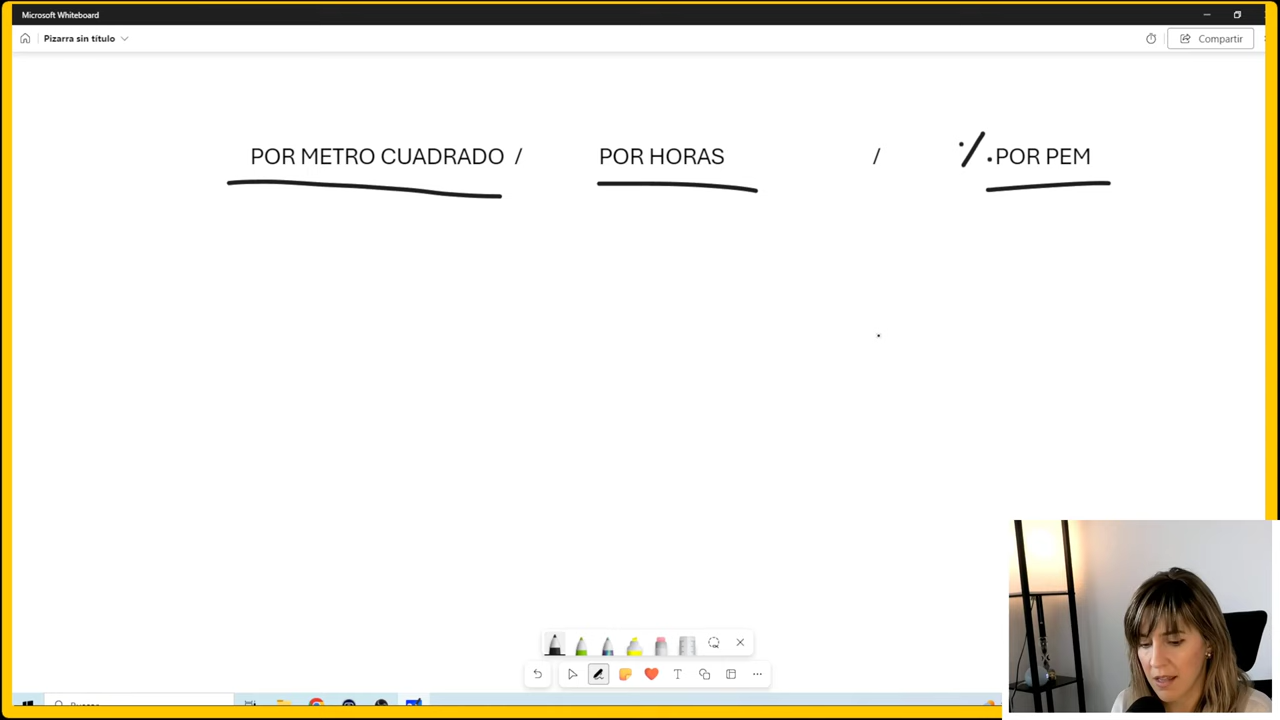 Microsoft Whiteboard
Pizarra sin título
Compartir
POR METRO CUADRADO / POR HORAS / % POR PEM